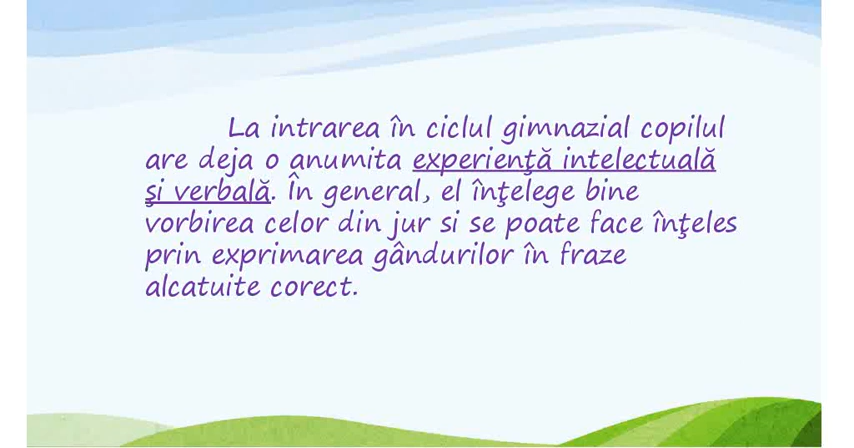 La intrarea în ciclul gimnazial copilul
are deja o anumita experienţă intelectuală
şi verbală. În general, el înţelege bine
vorbirea celor din jur si se poate face înţeles
prin exprimarea gândurilor în fraze
alcatuite corect.